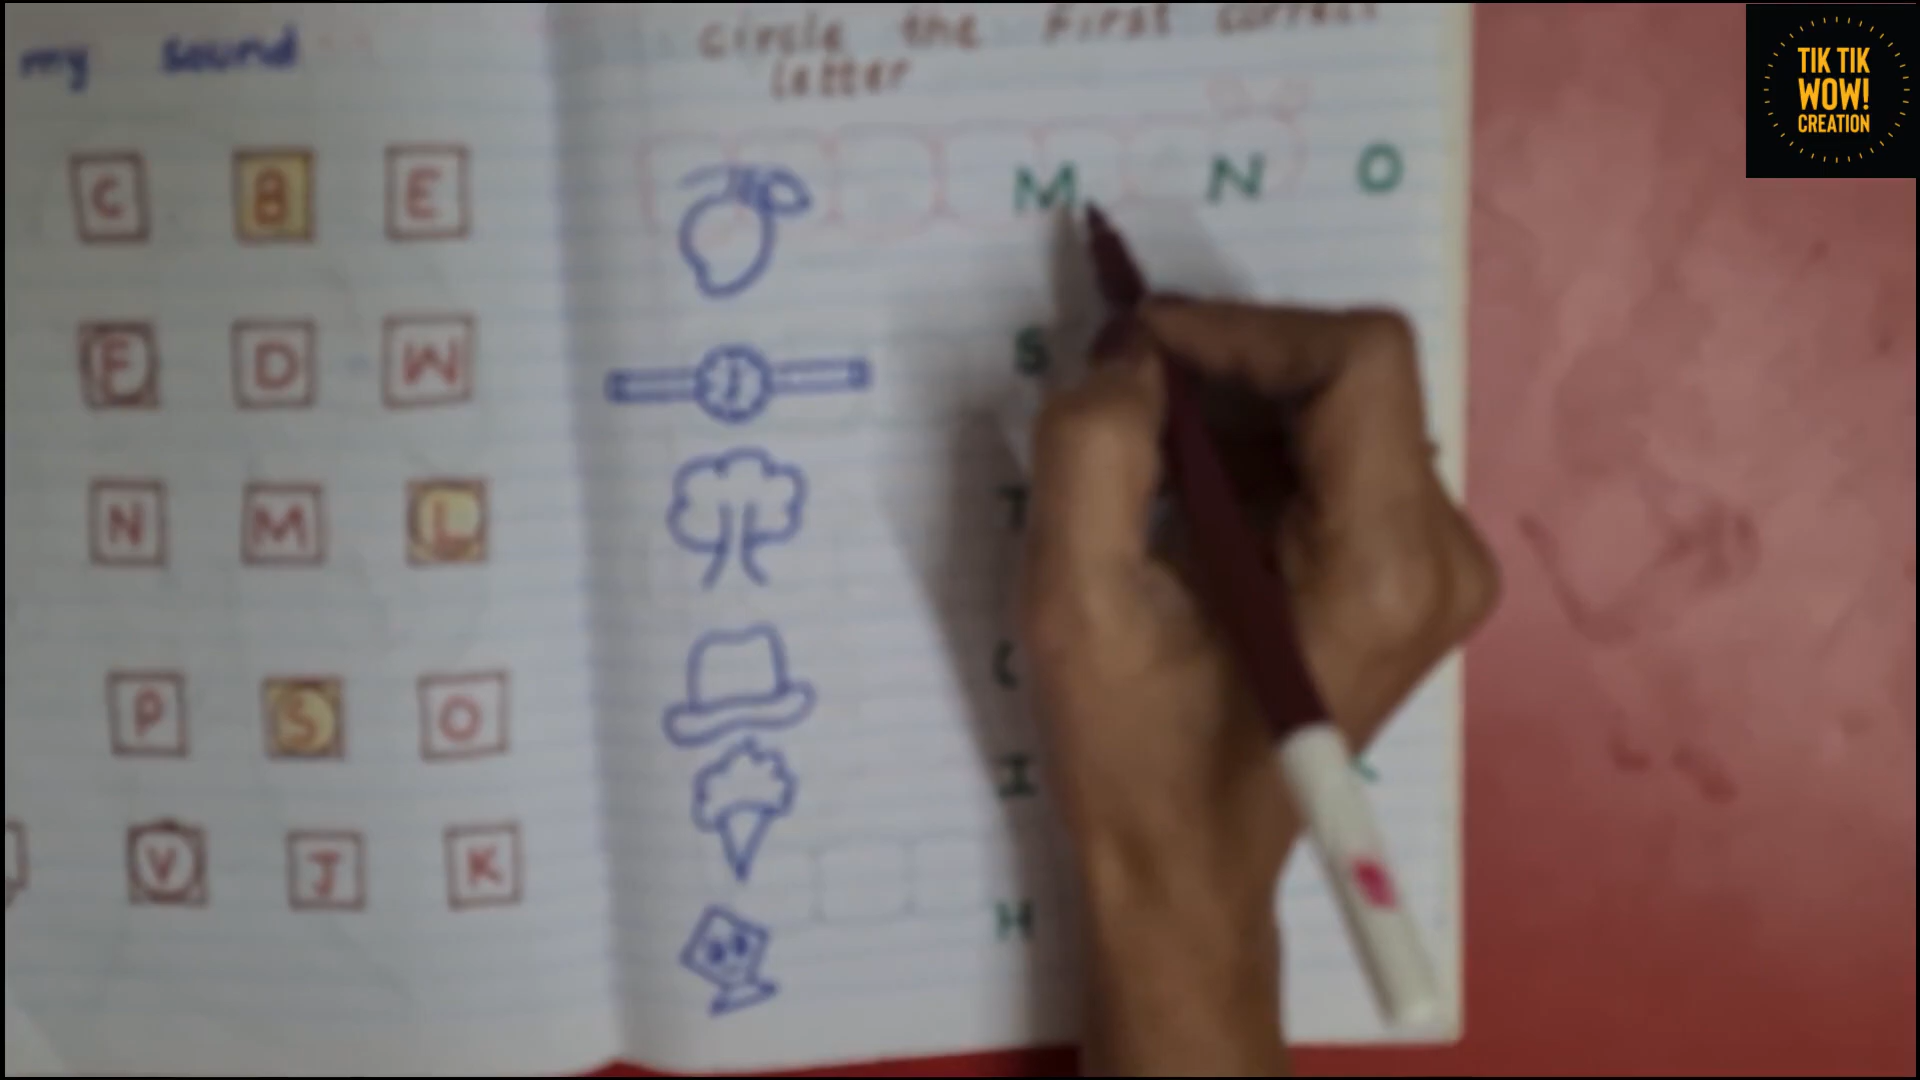 my sound
C B E
F D W
N M L
P S O
V J K
Circle the First correct
letter
M N O
S
T
C
I
H
TIK TIK
WOW!
CREATION